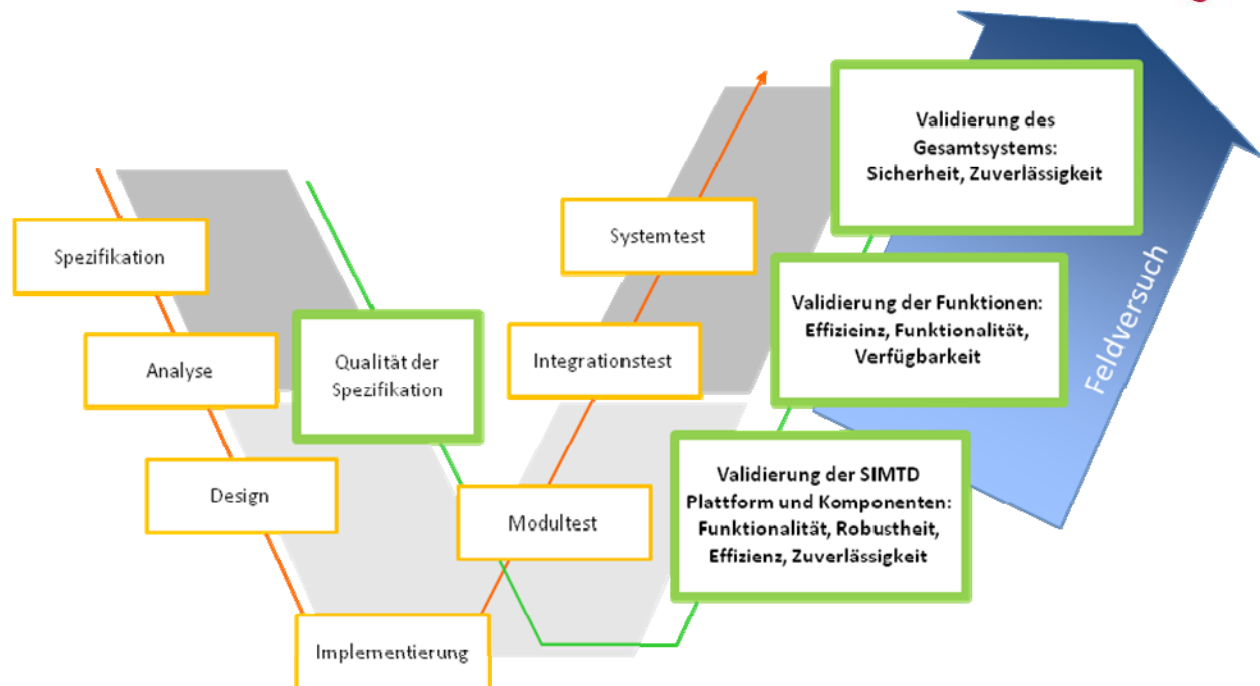 Spezifikation
Analyse
Design
Implementierung
Qualität der
Spezifikation
Modultest
Integrationstest
Systemtest
Validierung des
Gesamtsystems:
Sicherheit, Zuverlässigkeit
Validierung der Funktionen:
Effizieinz, Funktionalität,
Verfügbarkeit
Validierung der SIMTD
Plattform und Komponenten:
Funktionalität, Robustheit,
Effizienz, Zuverlässigkeit
Feldversuch